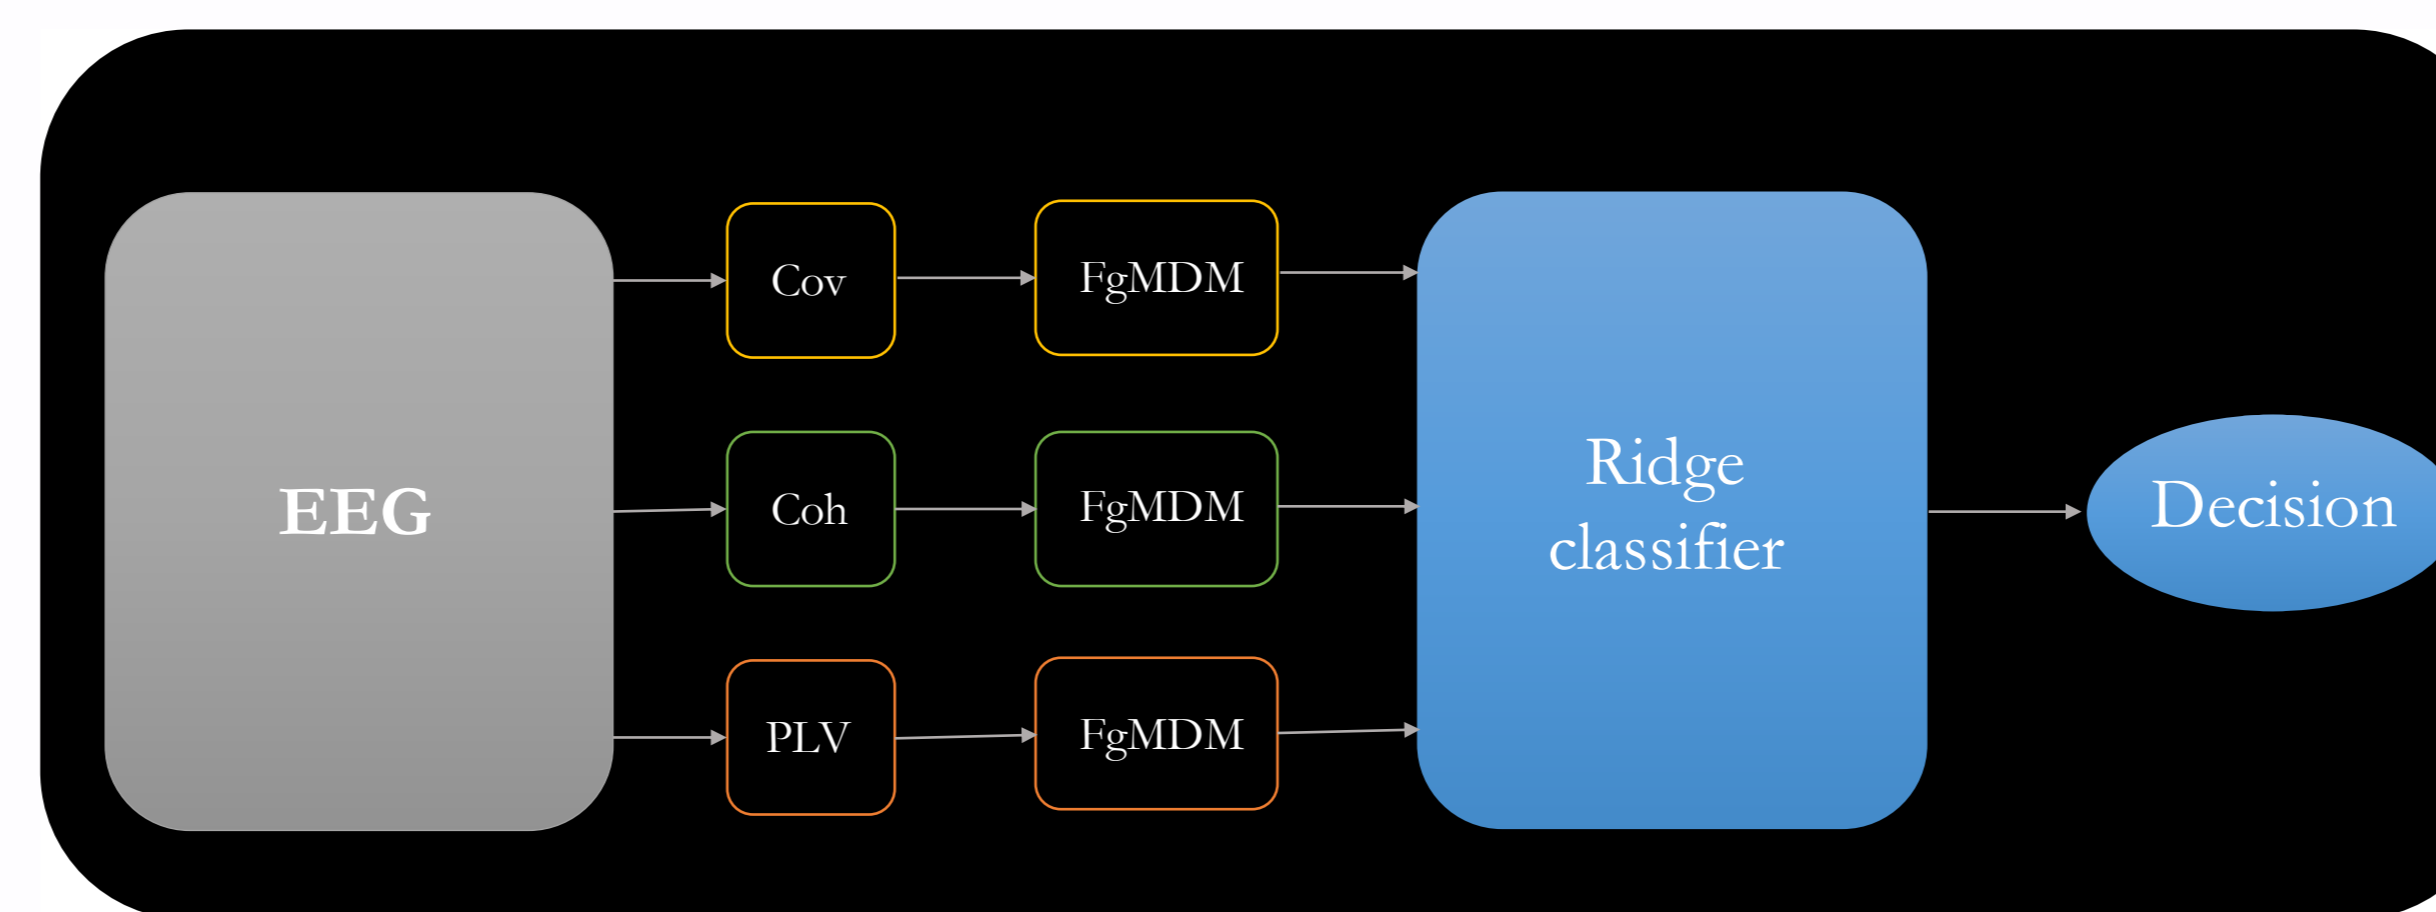 EEG
Cov
FgMDM
Coh
FgMDM
PLV
FgMDM
Ridge
classifier
Decision